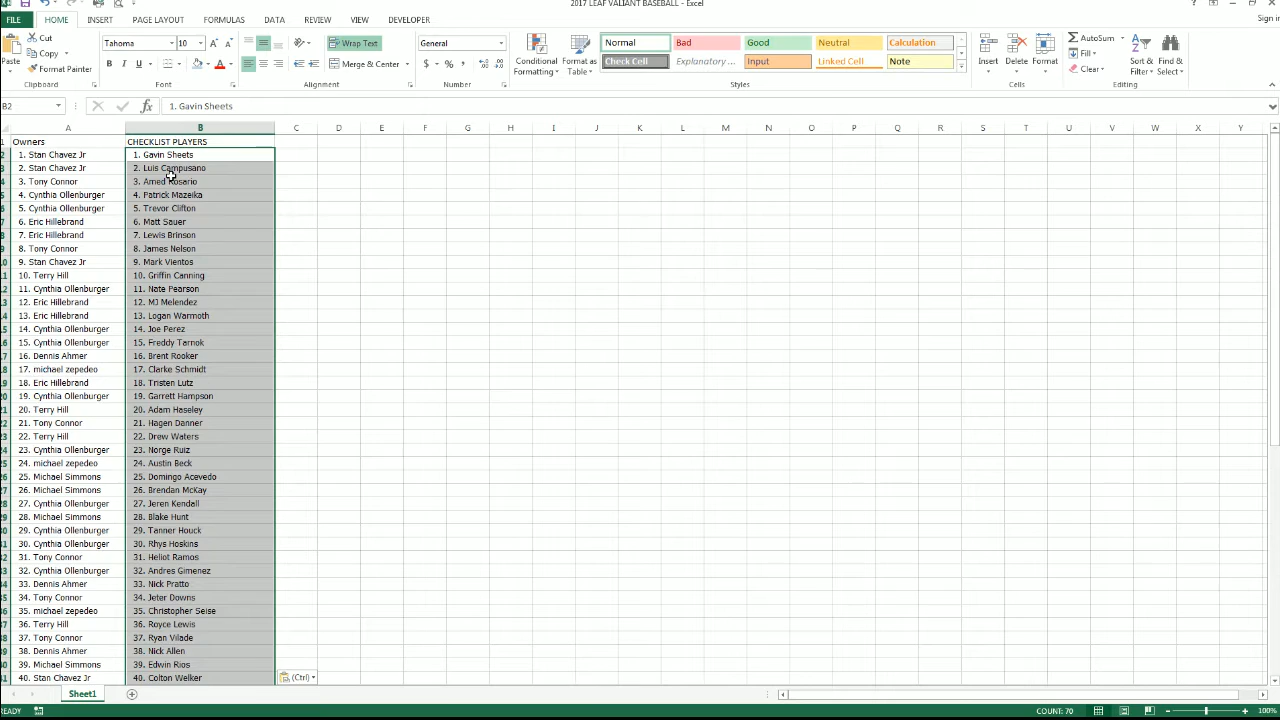 2017 LEAF VALIANT BASEBALL - Excel
Sign in
FILE HOME INSERT PAGE LAYOUT FORMULAS DATA REVIEW VIEW DEVELOPER
Paste Cut Copy Format Painter Clipboard
Tahoma 10 B I U A A A Font
Wrap Text Merge & Center Alignment
General $ % , Number
Conditional Formatting Format as Table
Normal Bad Good Neutral Calculation
Check Cell Explanatory ... Input Linked Cell Note
Styles
Insert Delete Format Cells
AutoSum Fill Clear Sort & Filter Find & Select Editing
B2 fx 1. Gavin Sheets
A B C D E F G H I J K L M N O P Q R S T U V W X Y
1 Owners CHECKLIST PLAYERS
1. Stan Chavez Jr 1. Gavin Sheets
2. Stan Chavez Jr 2. Luis Campusano
3. Tony Connor 3. Amed Rosario
4. Cynthia Ollenburger 4. Patrick Mazeika
5. Cynthia Ollenburger 5. Trevor Clifton
6. Eric Hillebrand 6. Matt Sauer
7. Eric Hillebrand 7. Lewis Brinson
8. Tony Connor 8. James Nelson
9. Stan Chavez Jr 9. Mark Vientos
10. Terry Hill 10. Griffin Canning
11. Cynthia Ollenburger 11. Nate Pearson
12. Eric Hillebrand 12. MJ Melendez
13. Eric Hillebrand 13. Logan Warmoth
14. Cynthia Ollenburger 14. Joe Perez
15. Cynthia Ollenburger 15. Freddy Tarnok
16. Dennis Ahmer 16. Brent Rooker
17. michael zepedeo 17. Clarke Schmidt
18. Eric Hillebrand 18. Tristen Lutz
19. Cynthia Ollenburger 19. Garrett Hampson
20. Terry Hill 20. Adam Haseley
21. Tony Connor 21. Hagen Danner
22. Terry Hill 22. Drew Waters
23. Cynthia Ollenburger 23. Norge Ruiz
24. michael zepedeo 24. Austin Beck
25. Michael Simmons 25. Domingo Acevedo
26. Michael Simmons 26. Brendan McKay
27. Cynthia Ollenburger 27. Jeren Kendall
28. Michael Simmons 28. Blake Hunt
29. Cynthia Ollenburger 29. Tanner Houck
30. Cynthia Ollenburger 30. Rhys Hoskins
31. Tony Connor 31. Heliot Ramos
32. Cynthia Ollenburger 32. Andres Gimenez
33. Dennis Ahmer 33. Nick Pratto
34. Tony Connor 34. Jeter Downs
35. michael zepedeo 35. Christopher Seise
36. Terry Hill 36. Royce Lewis
37. Tony Connor 37. Ryan Vilade
38. Dennis Ahmer 38. Nick Allen
39. Michael Simmons 39. Edwin Rios
40. Stan Chavez Jr 40. Colton Welker
(Ctrl)
Sheet1
READY COUNT: 70 100%